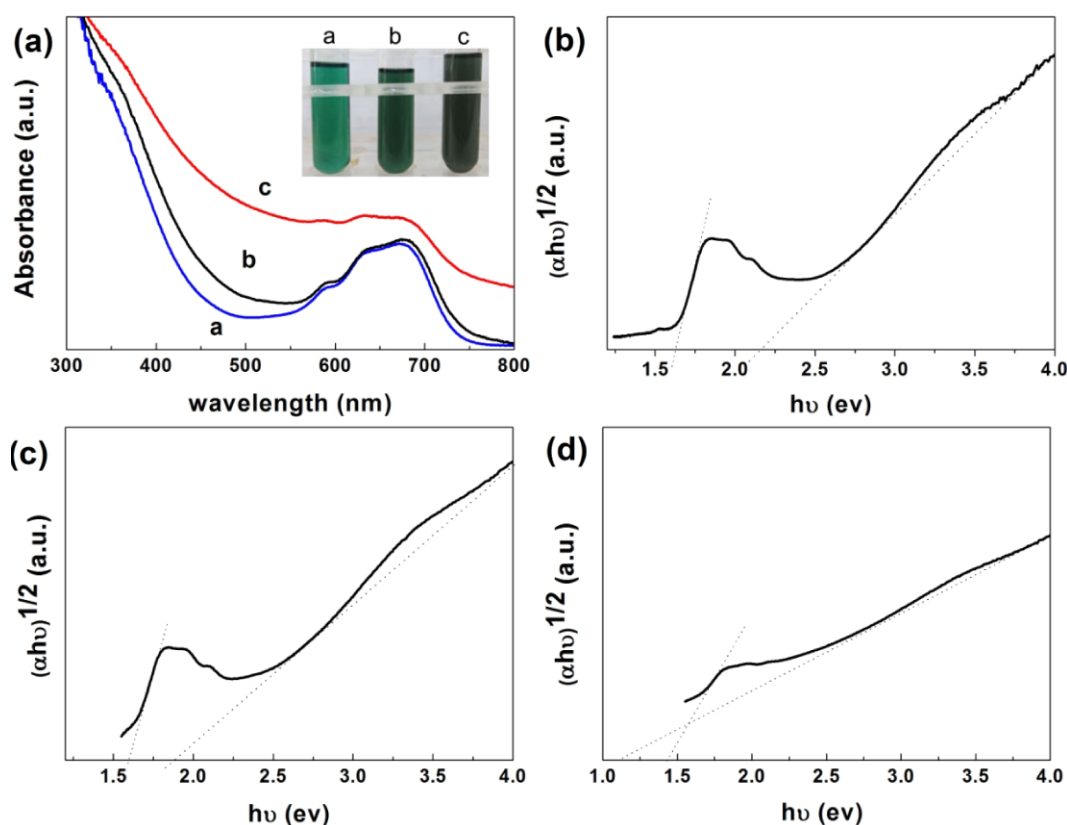 (a)
a b c
Absorbance (a.u.)
c
b
a
300 400 500 600 700 800
wavelength (nm)
(b)
(αhυ)1/2 (a.u.)
1.5 2.0 2.5 3.0 3.5 4.0
hυ (ev)
(c)
(αhυ)1/2 (a.u.)
1.5 2.0 2.5 3.0 3.5 4.0
hυ (ev)
(d)
(αhυ)1/2 (a.u.)
1.0 1.5 2.0 2.5 3.0 3.5 4.0
hυ (ev)